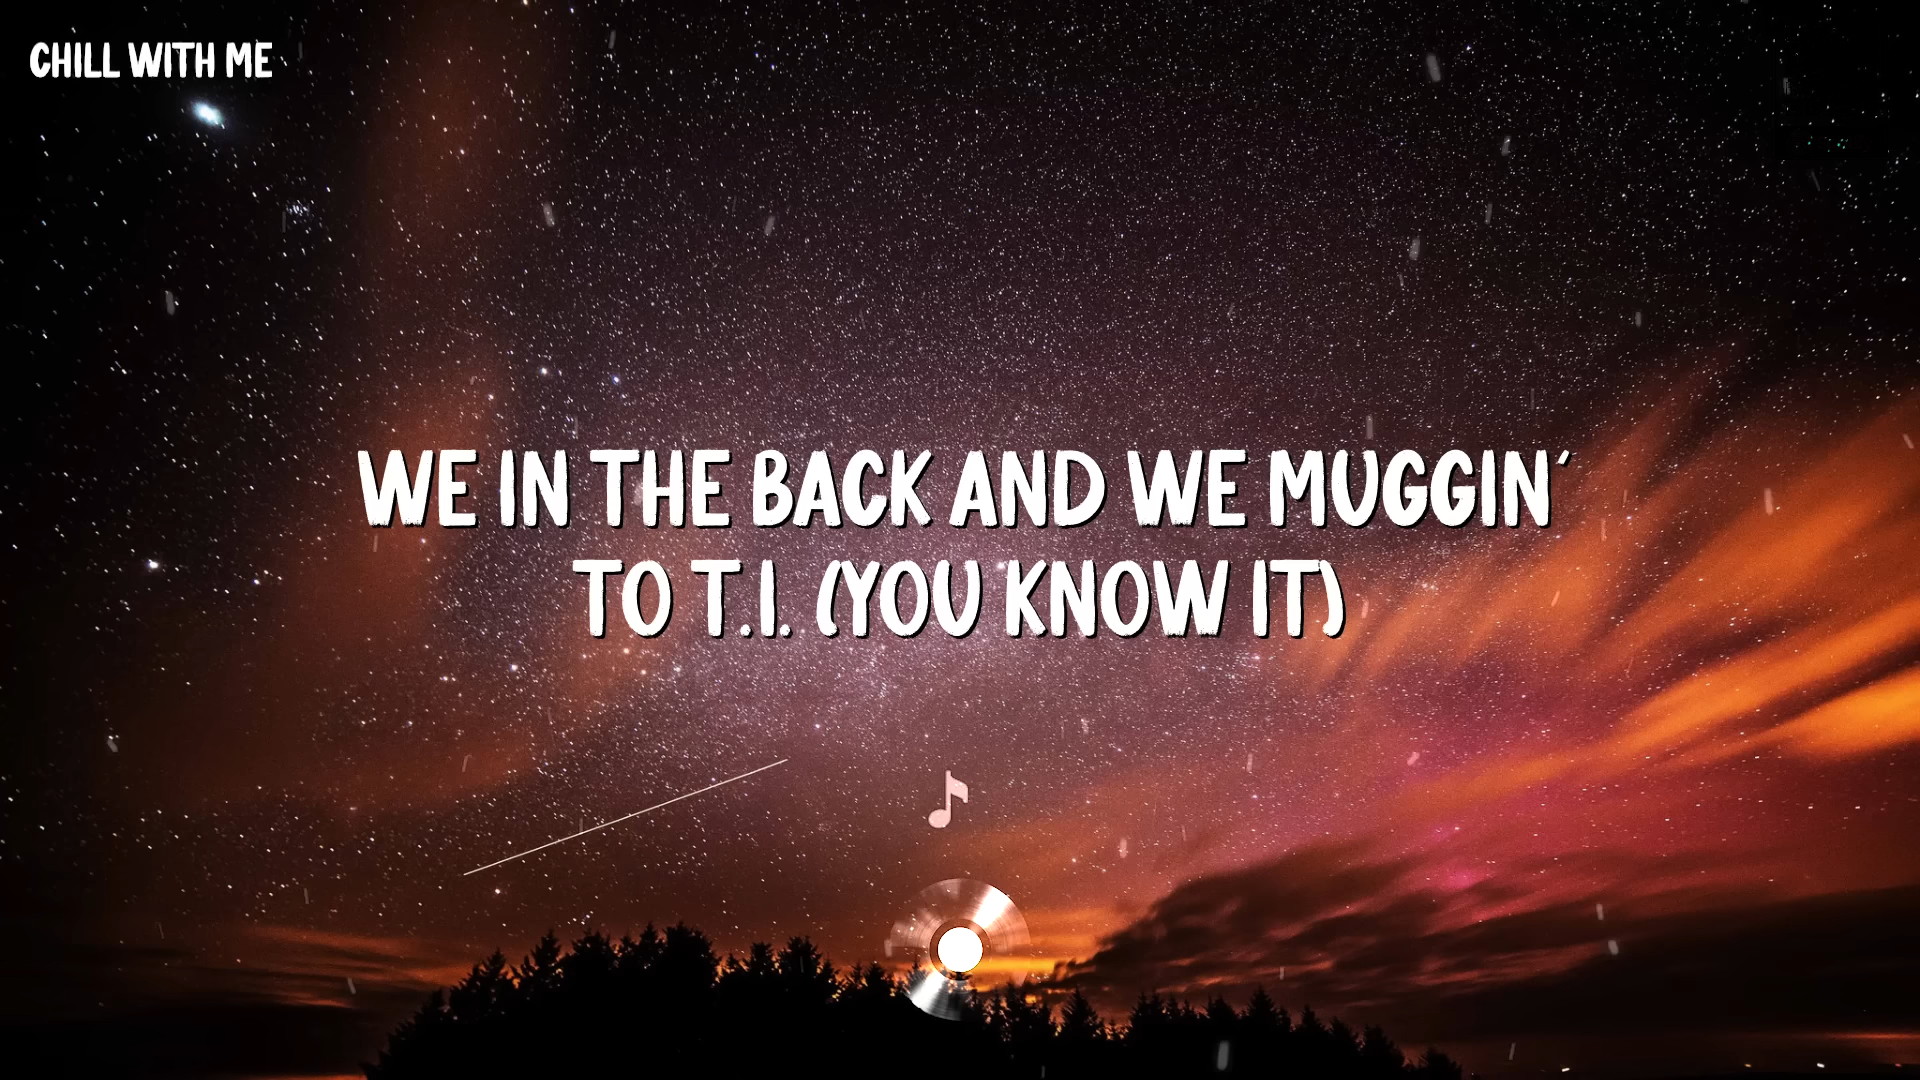 CHILL WITH ME
WE IN THE BACK AND WE MUGGIN'
TO T.I. (YOU KNOW IT)